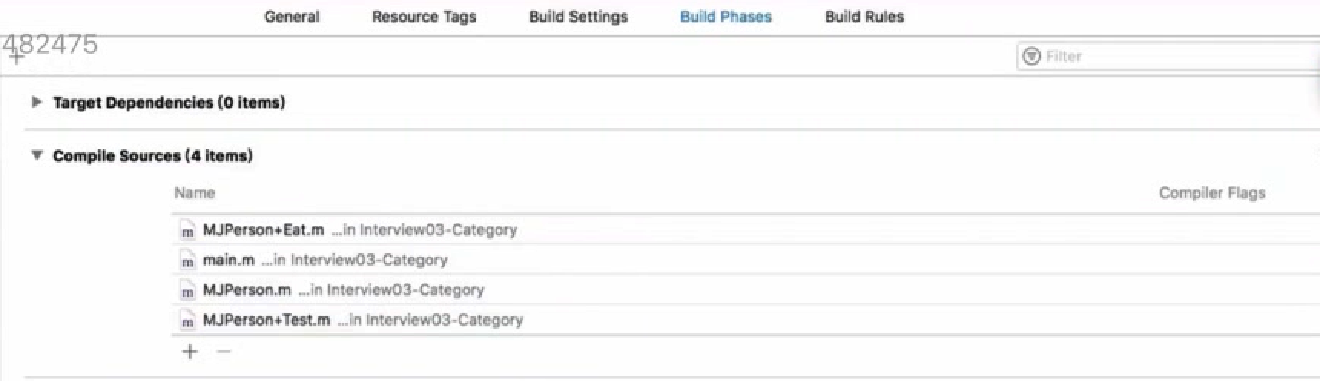 General Resource Tags Build Settings Build Phases Build Rules
482475
+ Filter
Target Dependencies (0 items)
Compile Sources (4 items)
Name Compiler Flags
m MJPerson+Eat.m ...in Interview03-Category
m main.m ...in Interview03-Category
m MJPerson.m ...in Interview03-Category
m MJPerson+Test.m ...in Interview03-Category
+ −